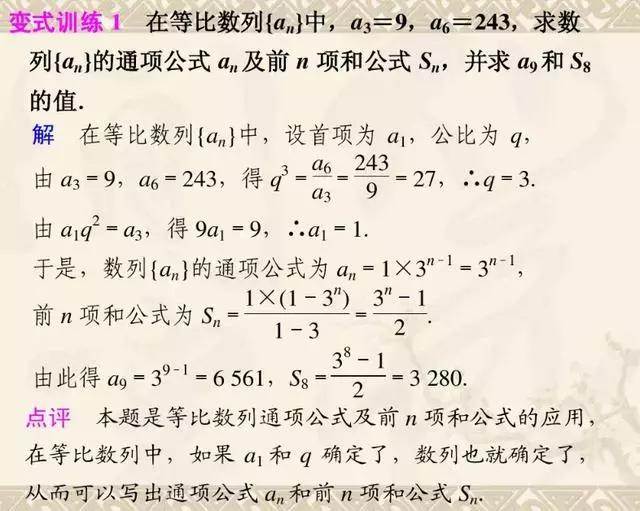 变式训练 1 在等比数列{aₙ}中，a₃＝9，a₆＝243，求数
列{aₙ}的通项公式 aₙ及前 n 项和公式 Sₙ，并求 a₉和 S₈
的值.
解 在等比数列{aₙ}中，设首项为 a₁，公比为 q，
由 a₃＝9，a₆＝243，得 q³＝a₆/a₃＝243/9＝27，∴q＝3.
由 a₁q²＝a₃，得 9a₁＝9，∴a₁＝1.
于是，数列{aₙ}的通项公式为 aₙ＝1×3ⁿ⁻¹＝3ⁿ⁻¹，
前 n 项和公式为 Sₙ＝1×(1－3ⁿ)/1－3＝3ⁿ－1/2.
由此得 a₉＝3⁹⁻¹＝6 561，S₈＝3⁸－1/2＝3 280.
点评 本题是等比数列通项公式及前 n 项和公式的应用，
在等比数列中，如果 a₁和 q 确定了，数列也就确定了，
从而可以写出通项公式 aₙ和前 n 项和公式 Sₙ.